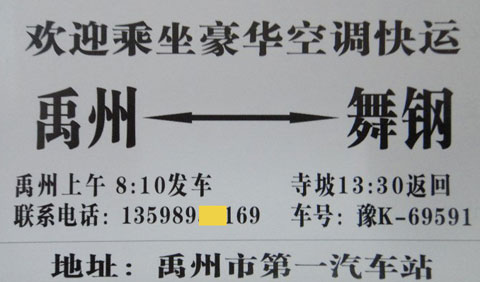 欢迎乘坐豪华空调快运
禹州 ⟷ 舞钢
禹州上午 8:10发车 寺坡13:30返回
联系电话: 135989 169 车号: 豫K-69591
地址: 禹州市第一汽车站